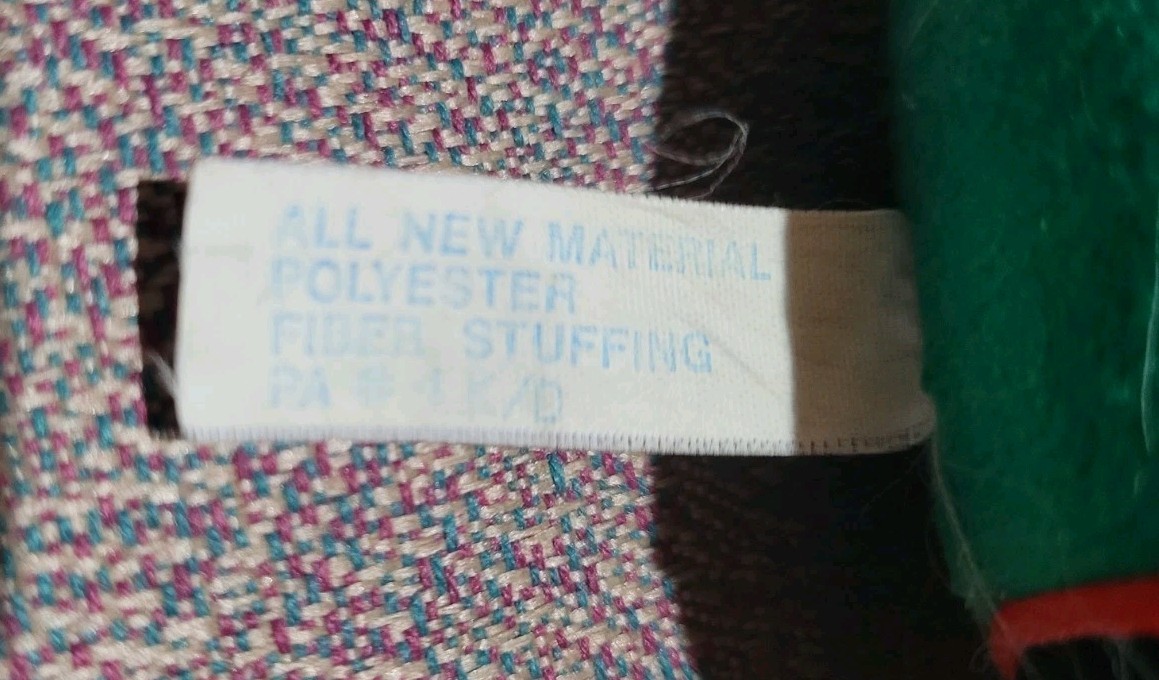 ALL NEW MATERIAL
POLYESTER
FIBER STUFFING
PA #